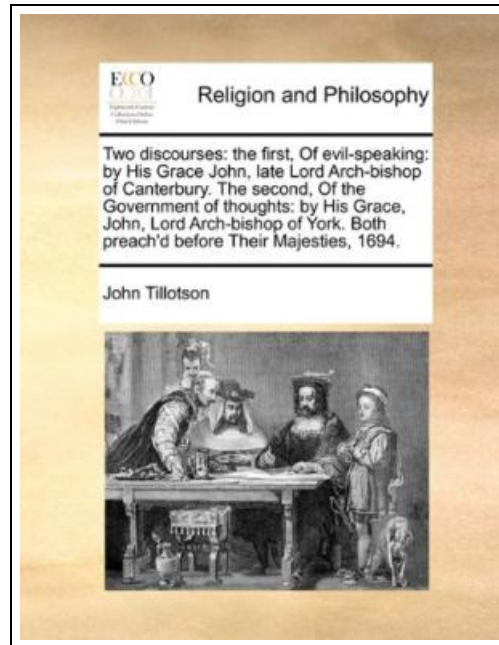 ECCO
Religion and Philosophy
Two discourses: the first, Of evil-speaking:
by His Grace John, late Lord Arch-bishop
of Canterbury. The second, Of the
Government of thoughts: by His Grace,
John, Lord Arch-bishop of York. Both
preach'd before Their Majesties, 1694.
John Tillotson